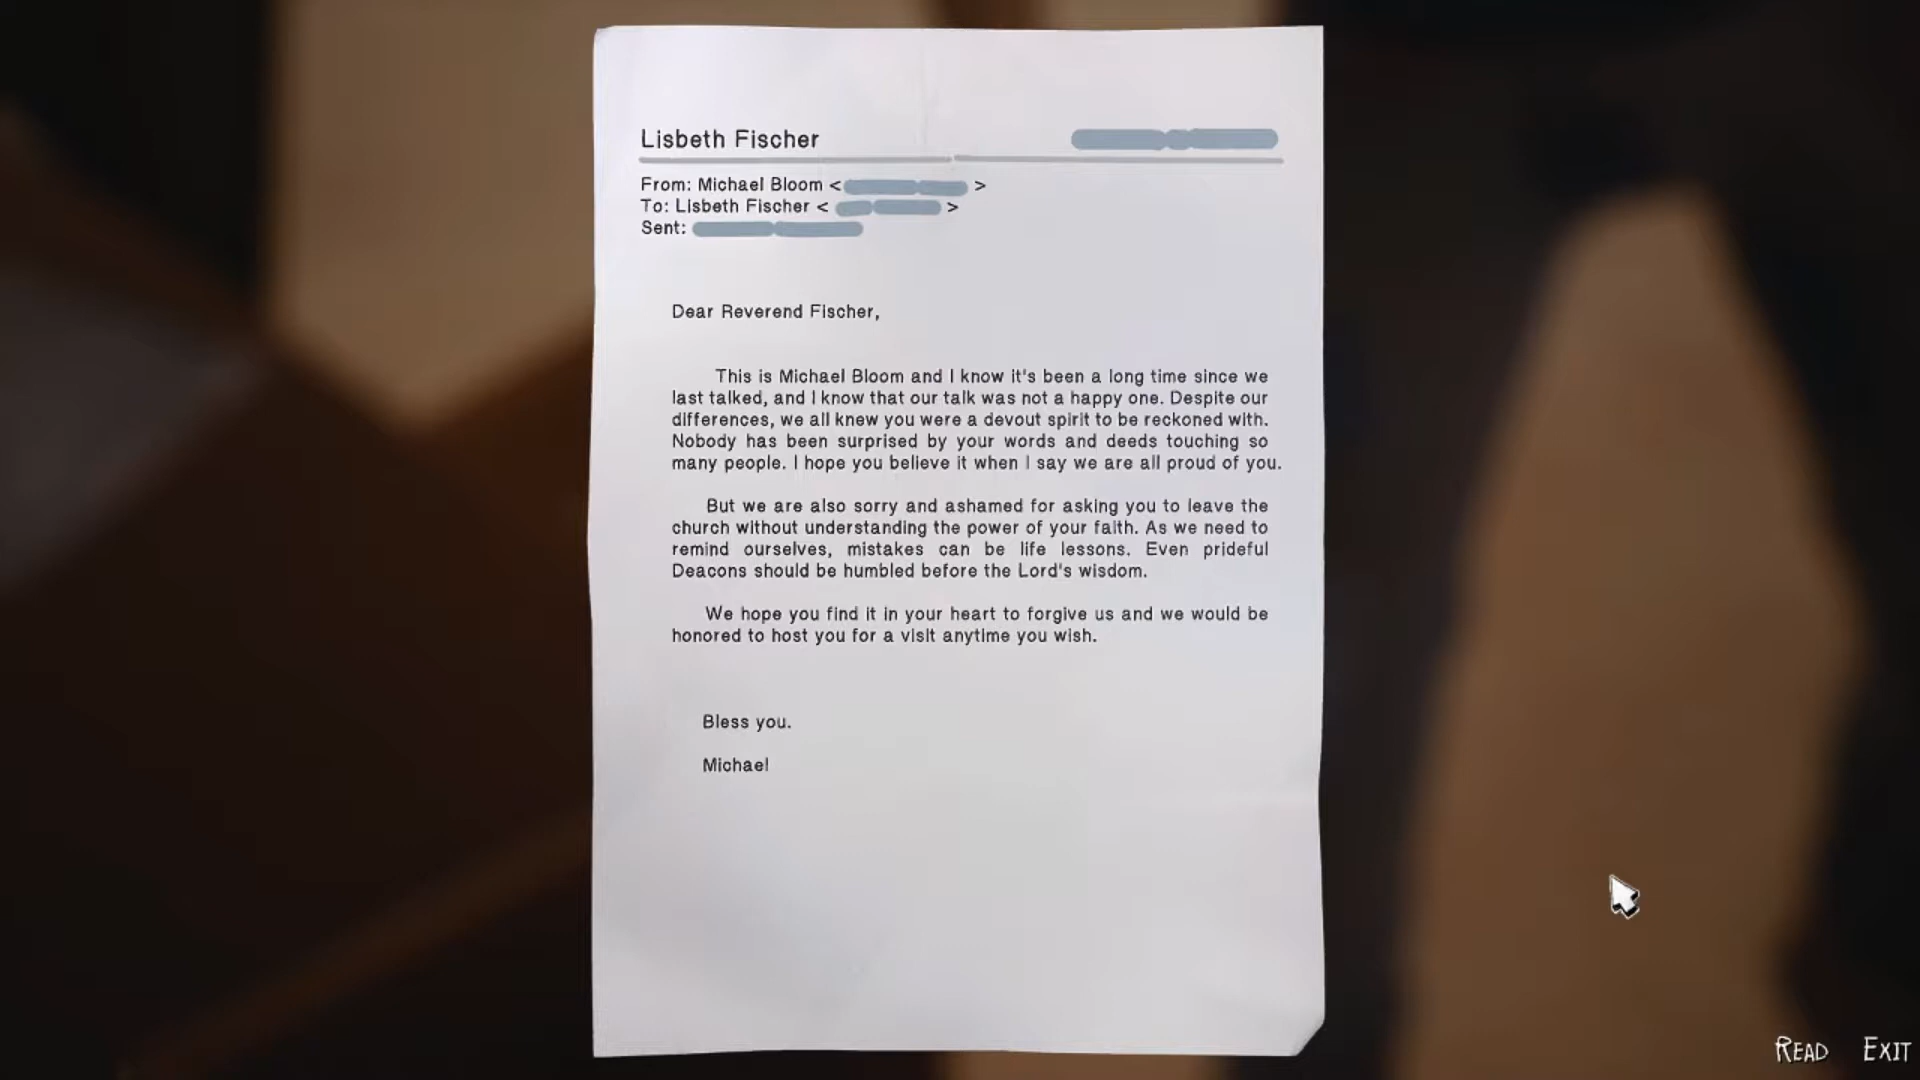 Lisbeth Fischer
From: Michael Bloom < >
To: Lisbeth Fischer < >
Sent:
Dear Reverend Fischer,
This is Michael Bloom and I know it's been a long time since we
last talked, and I know that our talk was not a happy one. Despite our
differences, we all knew you were a devout spirit to be reckoned with.
Nobody has been surprised by your words and deeds touching so
many people. I hope you believe it when I say we are all proud of you.
But we are also sorry and ashamed for asking you to leave the
church without understanding the power of your faith. As we need to
remind ourselves, mistakes can be life lessons. Even prideful
Deacons should be humbled before the Lord's wisdom.
We hope you find it in your heart to forgive us and we would be
honored to host you for a visit anytime you wish.
Bless you.
Michael
READ EXIT